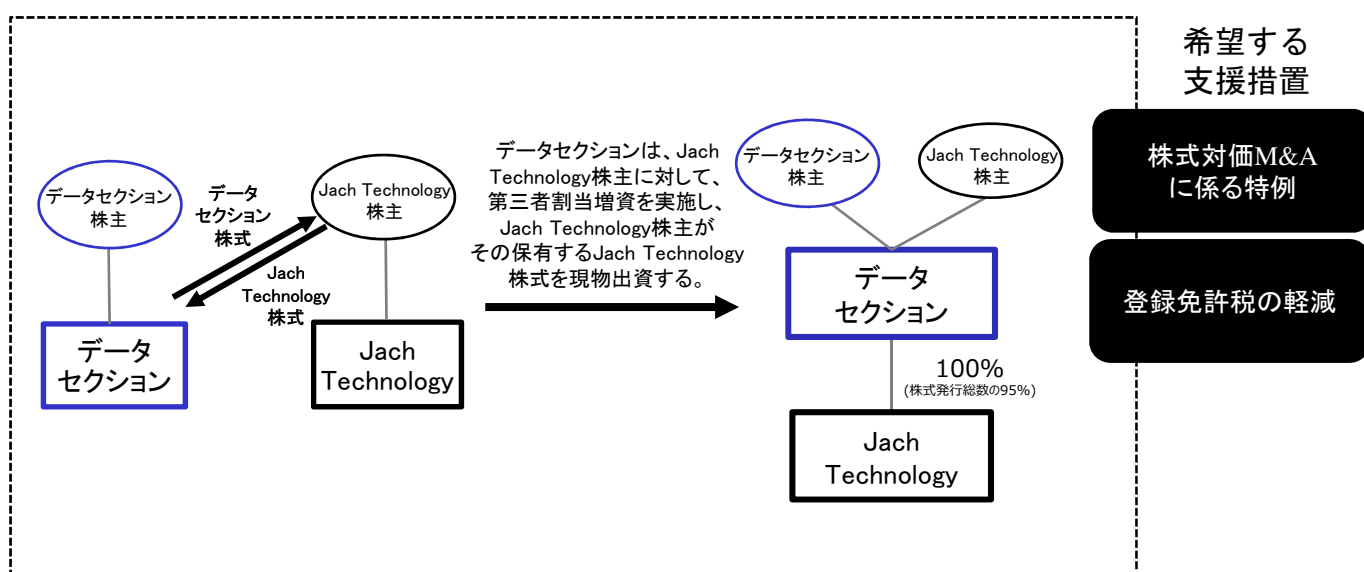 希望する
支援措置
データセクション
株主
データ
セクション
株式
Jach Technology
株主
Jach
Technology
株式
データ
セクション
Jach
Technology
データセクションは、Jach
Technology株主に対して、
第三者割当増資を実施し、
Jach Technology株主が
その保有するJach Technology
株式を現物出資する。
データセクション
株主
Jach Technology
株主
データ
セクション
100%
(株式発行総数の95%)
Jach
Technology
株式対価M&A
に係る特例
登録免許税の軽減